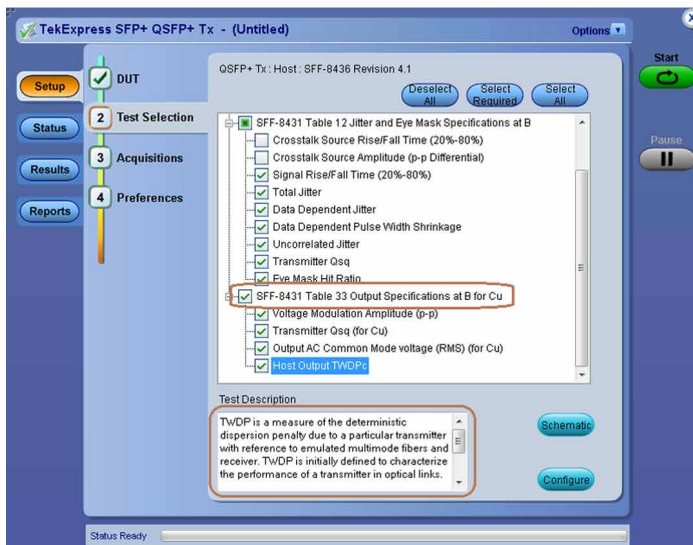 TekExpress SFP+ QSFP+ Tx - (Untitled)
Options
Start
Setup
Status
Results
Reports
DUT
2 Test Selection
3 Acquisitions
4 Preferences
QSFP+ Tx : Host : SFF-8436 Revision 4.1
Deselect All
Select Required
Select All
SFF-8431 Table 12 Jitter and Eye Mask Specifications at B
Crosstalk Source Rise/Fall Time (20%-80%)
Crosstalk Source Amplitude (p-p Differential)
Signal Rise/Fall Time (20%-80%)
Total Jitter
Data Dependent Jitter
Data Dependent Pulse Width Shrinkage
Uncorrelated Jitter
Transmitter Qsq
Eye Mask Hit Ratio
SFF-8431 Table 33 Output Specifications at B for Cu
Voltage Modulation Amplitude (p-p)
Transmitter Qsq (for Cu)
Output AC Common Mode voltage (RMS) (for Cu)
Host Output TWDPc
Pause
Test Description
TWDP is a measure of the deterministic
dispersion penalty due to a particular transmitter
with reference to emulated multimode fibers and
receiver. TWDP is initially defined to characterize
the performance of a transmitter in optical links.
Schematic
Configure
Status Ready